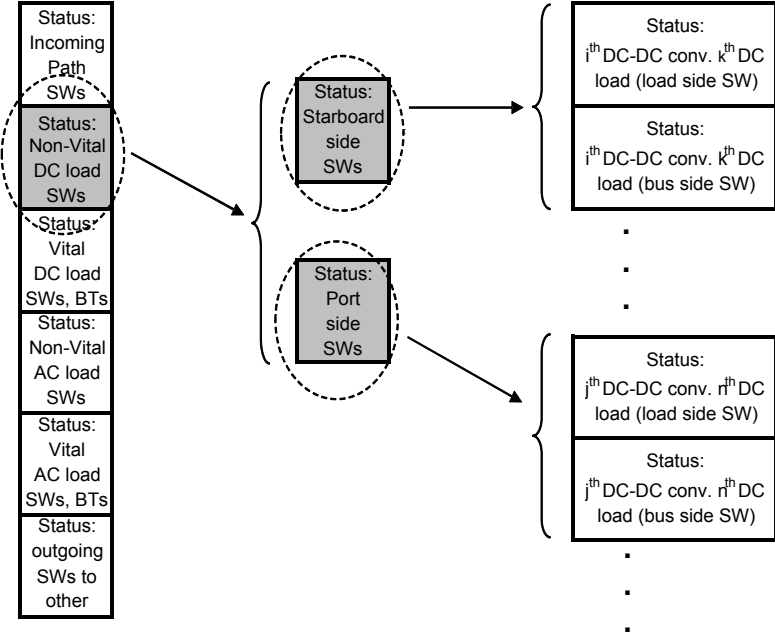 Status:
Incoming
Path
SWs
Status:
Non-Vital
DC load
SWs
Status:
Vital
DC load
SWs, BTs
Status:
Non-Vital
AC load
SWs
Status:
Vital
AC load
SWs, BTs
Status:
outgoing
SWs to
other
Status:
Starboard
side
SWs
Status:
Port
side
SWs
Status:
i^th DC-DC conv. k^th DC
load (load side SW)
Status:
i^th DC-DC conv. k^th DC
load (bus side SW)
.
.
.
Status:
j^th DC-DC conv. n^th DC
load (load side SW)
Status:
j^th DC-DC conv. n^th DC
load (bus side SW)
.
.
.